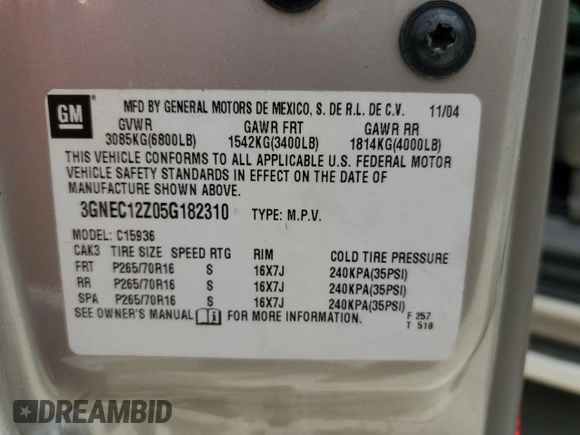 GM
MFD BY GENERAL MOTORS DE MEXICO, S. DE R.L. DE C.V. 11/04
GVWR GAWR FRT GAWR RR
3085KG(6800LB) 1542KG(3400LB) 1814KG(4000LB)
THIS VEHICLE CONFORMS TO ALL APPLICABLE U.S. FEDERAL MOTOR
VEHICLE SAFETY STANDARDS IN EFFECT ON THE DATE OF
MANUFACTURE SHOWN ABOVE.
3GNEC12Z05G182310 TYPE: M.P.V.
MODEL: C15936
CAK3 TIRE SIZE SPEED RTG RIM COLD TIRE PRESSURE
FRT P265/70R16 S 16X7J 240KPA(35PSI)
RR P265/70R16 S 16X7J 240KPA(35PSI)
SPA P265/70R16 S 16X7J 240KPA(35PSI)
SEE OWNER'S MANUAL FOR MORE INFORMATION.
F 257
T 518
DREAMBID